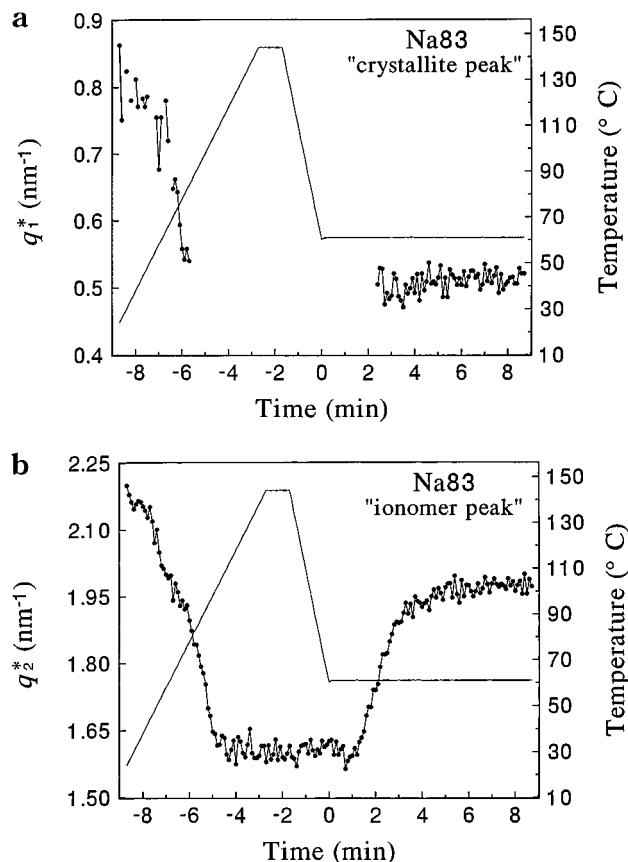 a
Na83
"crystallite peak"
0.9
0.8
0.7
0.6
0.5
0.4
q*1 (nm-1)
150
130
110
90
70
50
30
10
Temperature (° C)
-8 -6 -4 -2 0 2 4 6 8
Time (min)
b
Na83
"ionomer peak"
2.25
2.10
1.95
1.80
1.65
1.50
q*2 (nm-1)
150
130
110
90
70
50
30
10
Temperature (° C)
-8 -6 -4 -2 0 2 4 6 8
Time (min)